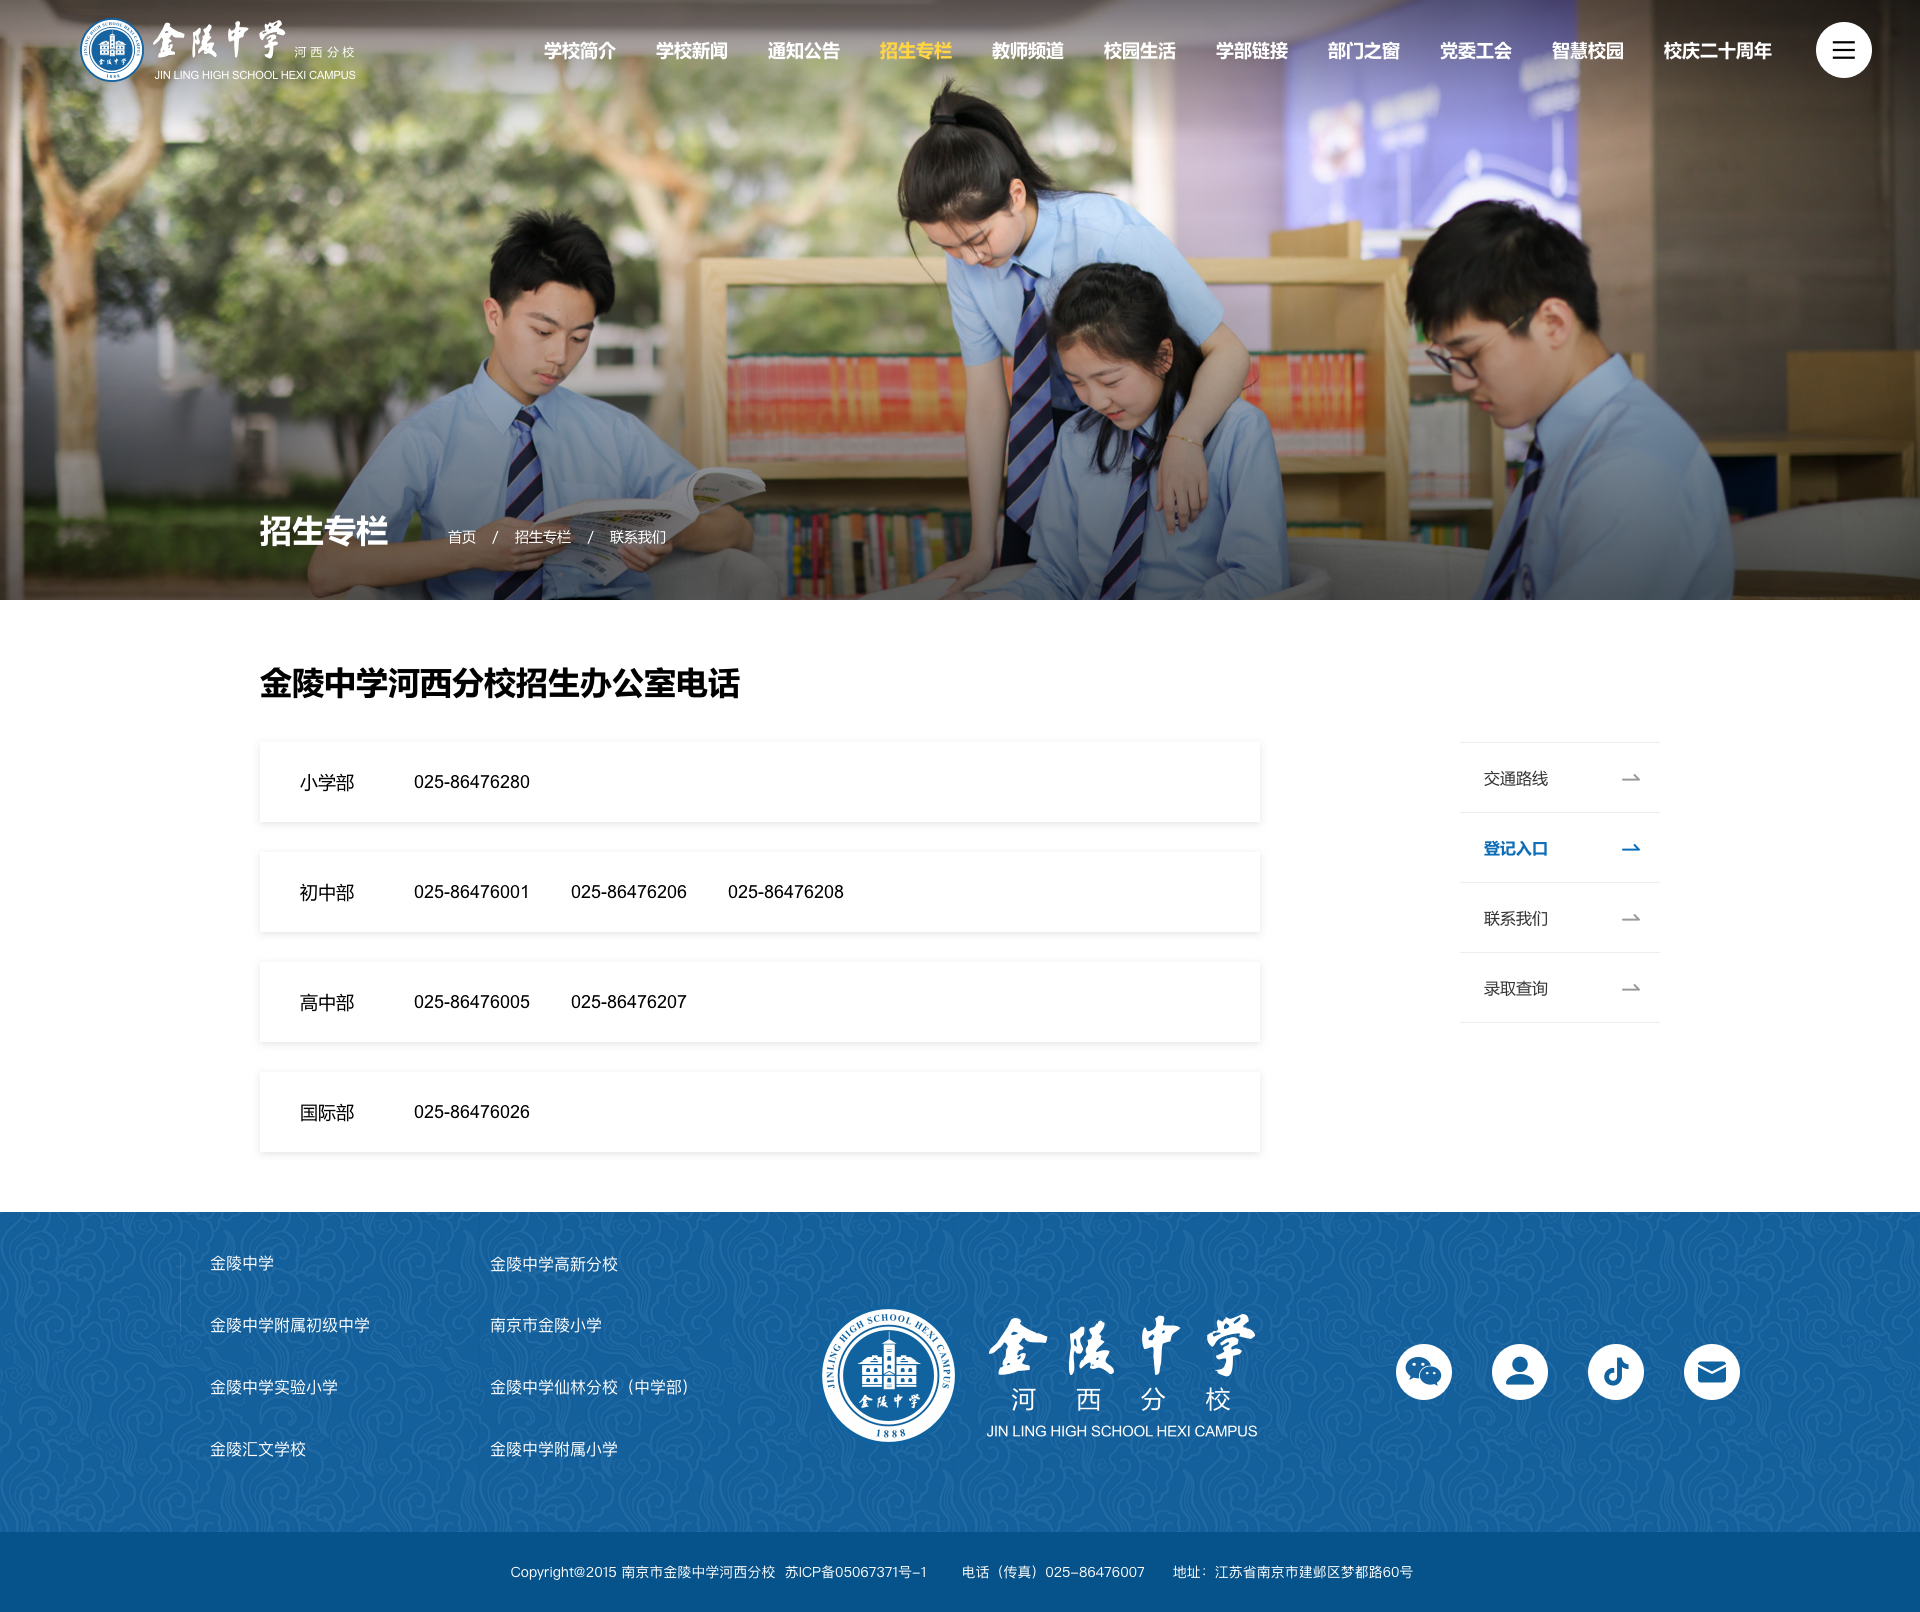 金陵中学 河西分校
JIN LING HIGH SCHOOL HEXI CAMPUS
1888
学校简介 学校新闻 通知公告 招生专栏 教师频道 校园生活 学部链接 部门之窗 党委工会 智慧校园 校庆二十周年
招生专栏 首页 / 招生专栏 / 联系我们
金陵中学河西分校招生办公室电话
小学部 025-86476280
初中部 025-86476001 025-86476206 025-86476208
高中部 025-86476005 025-86476207
国际部 025-86476026
交通路线
登记入口
联系我们
录取查询
金陵中学 金陵中学高新分校
金陵中学附属初级中学 南京市金陵小学
金陵中学实验小学 金陵中学仙林分校（中学部）
金陵汇文学校 金陵中学附属小学
JINLING HIGH SCHOOL HEXI CAMPUS
金陵中学
1888
金陵中学
河西分校
JIN LING HIGH SCHOOL HEXI CAMPUS
Copyright@2015 南京市金陵中学河西分校 苏ICP备05067371号-1 电话（传真）025-86476007 地址：江苏省南京市建邺区梦都路60号